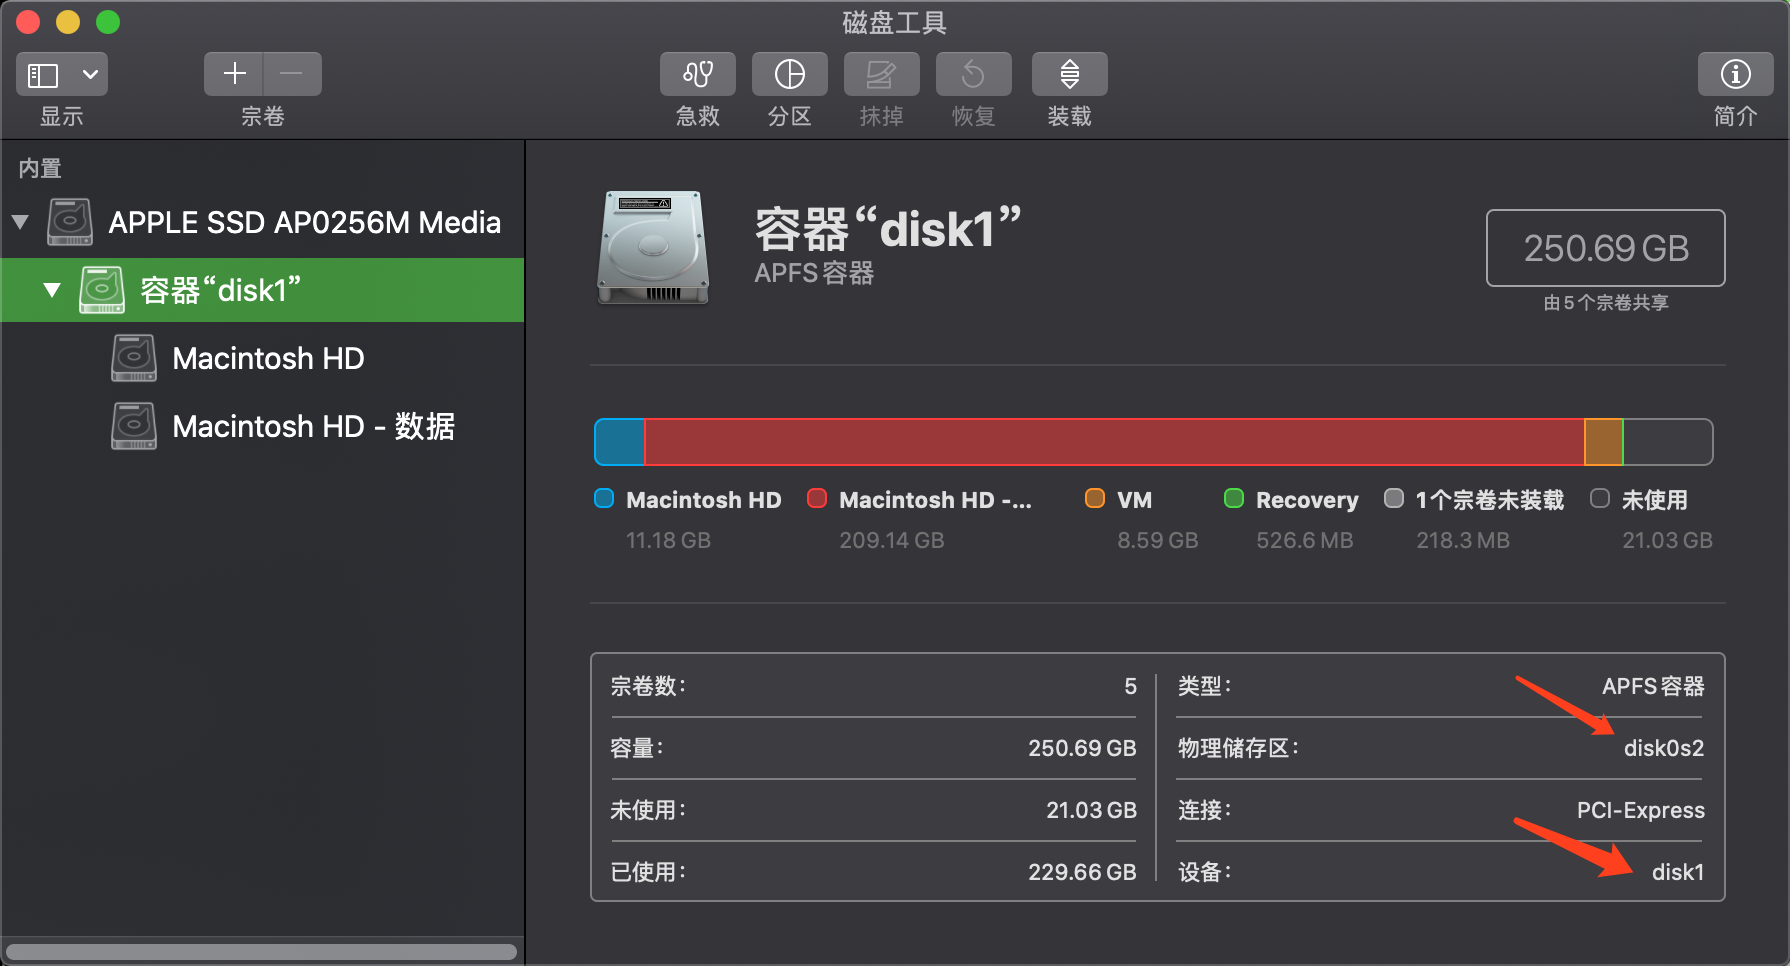 磁盘工具
显示
宗卷
急救
分区
抹掉
恢复
装载
简介
内置
APPLE SSD AP0256M Media
容器“disk1”
Macintosh HD
Macintosh HD - 数据
容器“disk1”
APFS 容器
250.69 GB
由 5 个宗卷共享
Macintosh HD
11.18 GB
Macintosh HD -...
209.14 GB
VM
8.59 GB
Recovery
526.6 MB
1 个宗卷未装载
218.3 MB
未使用
21.03 GB
宗卷数： 5
容量： 250.69 GB
未使用： 21.03 GB
已使用： 229.66 GB
类型： APFS 容器
物理储存区： disk0s2
连接： PCI-Express
设备： disk1